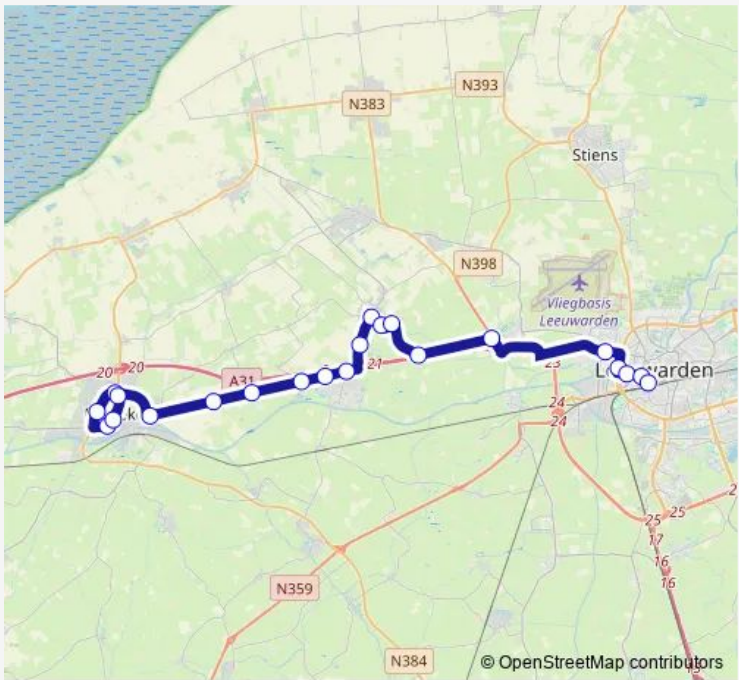 N393
N383
Stiens
N398
Vliegbasis
Leeuwarden
20 20
A31
21
23
24
24
25 25
17
16
16
N359
N384
© OpenStreetMap contributors